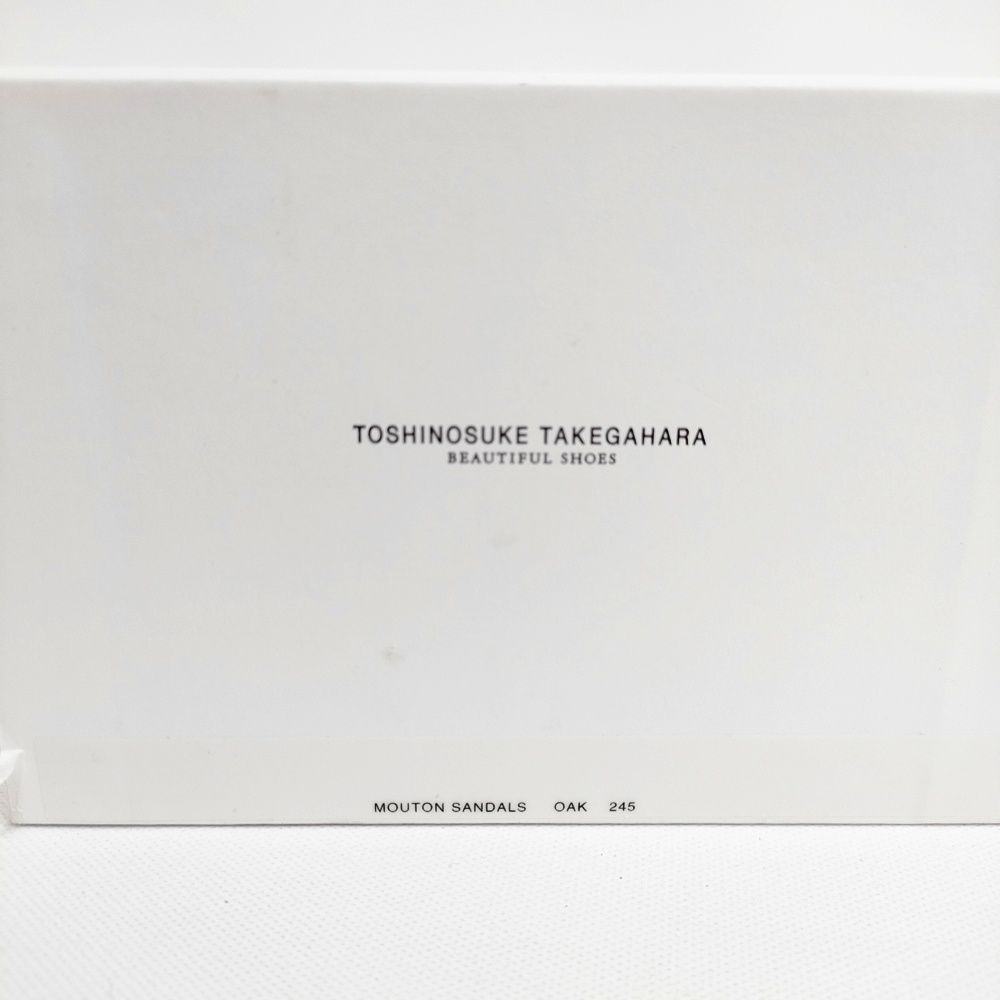 TOSHINOSUKE TAKEGAHARA
BEAUTIFUL SHOES
MOUTON SANDALS OAK 245